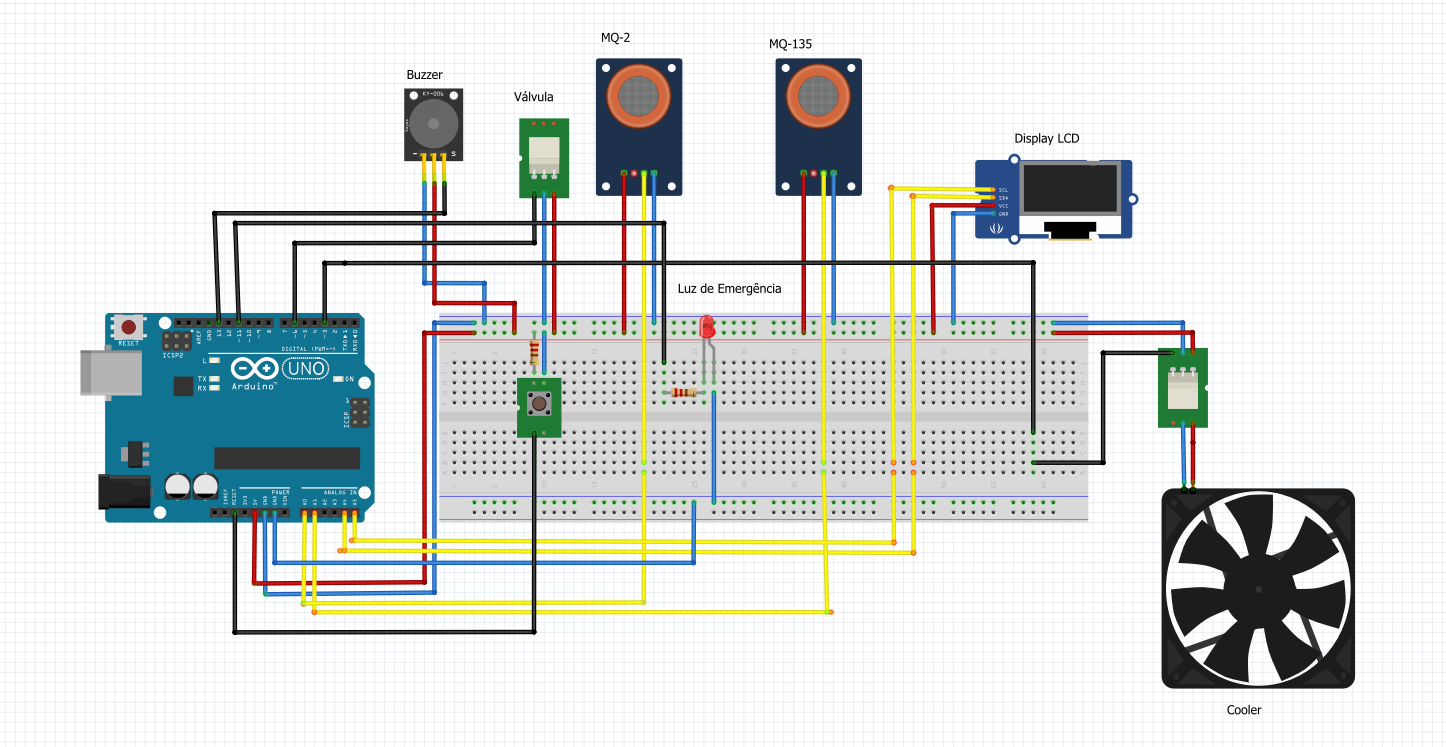 MQ-2
MQ-135
Buzzer
KY-006
- S
Válvula
Display LCD
SCL
SDA
VCC
GND
Luz de Emergência
RESET
ICSP2
AREF
GND
13
12
~11
~10
~9
8
7
~6
~5
4
~3
2
TX▶1
RX◀0
DIGITAL (PWM=~)
L
TX
RX
Arduino™
UNO
ON
1
ICSP
POWER
ANALOG IN
IOREF
RESET
3V3
5V
GND
GND
VIN
A0
A1
A2
A3
A4
A5
Cooler